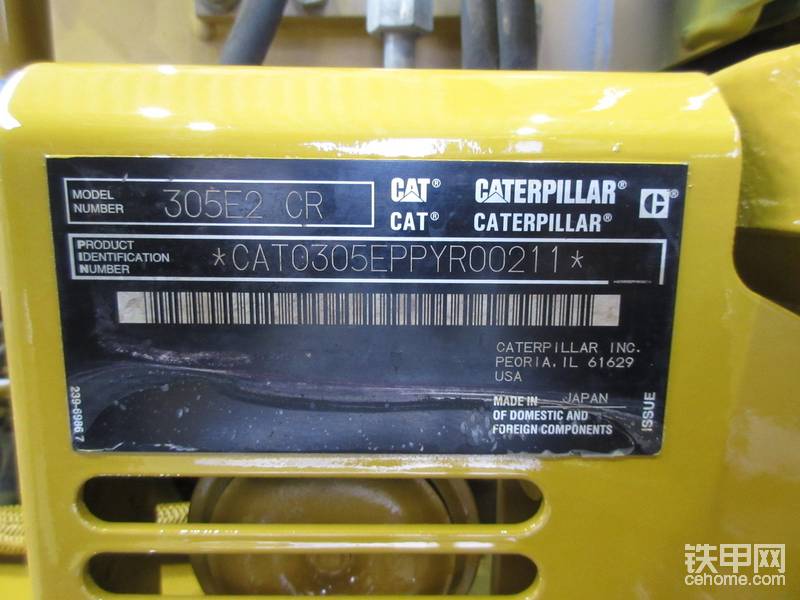 MODEL NUMBER 305E2 CR
CAT® CATERPILLAR®
CAT® CATERPILLAR®
PRODUCT IDENTIFICATION NUMBER *CAT0305EPPYR00211*
CATERPILLAR INC.
PEORIA, IL 61629
USA
MADE IN JAPAN
OF DOMESTIC AND
FOREIGN COMPONENTS
239-6986 7
ISSUE
铁甲网
cehome.com